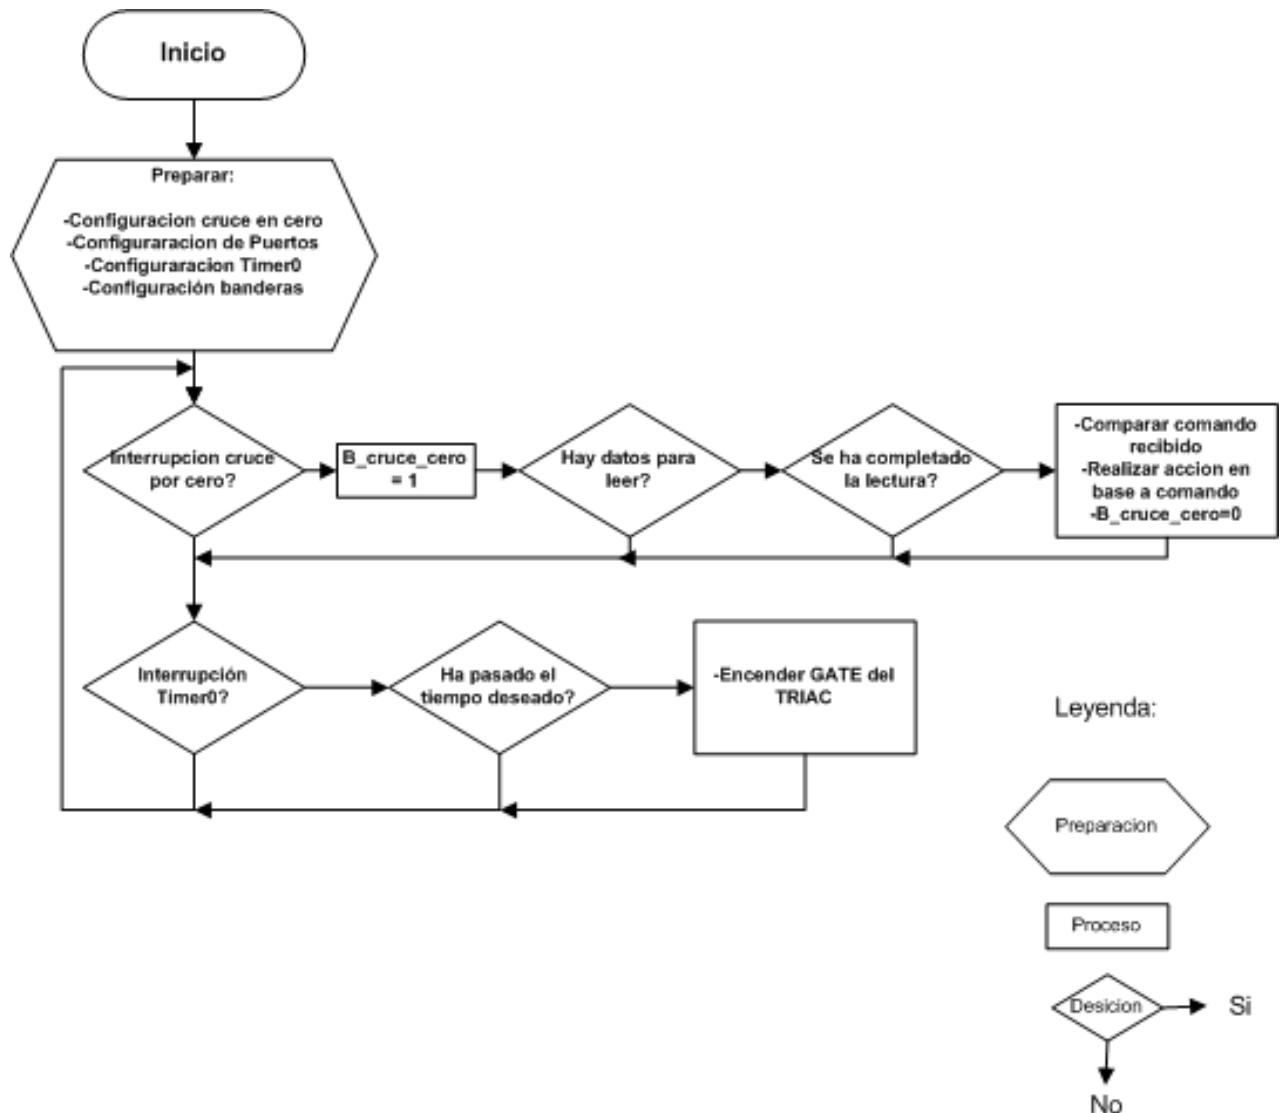 Inicio
Preparar:
-Configuracion cruce en cero
-Configuraracion de Puertos
-Configuraracion Timer0
-Configuración banderas
Interrupcion cruce
por cero?
B_cruce_cero
= 1
Hay datos para
leer?
Se ha completado
la lectura?
-Comparar comando
recibido
-Realizar accion en
base a comando
-B_cruce_cero=0
Interrupción
Timer0?
Ha pasado el
tiempo deseado?
-Encender GATE del
TRIAC
Leyenda:
Preparacion
Proceso
Desicion
Si
No